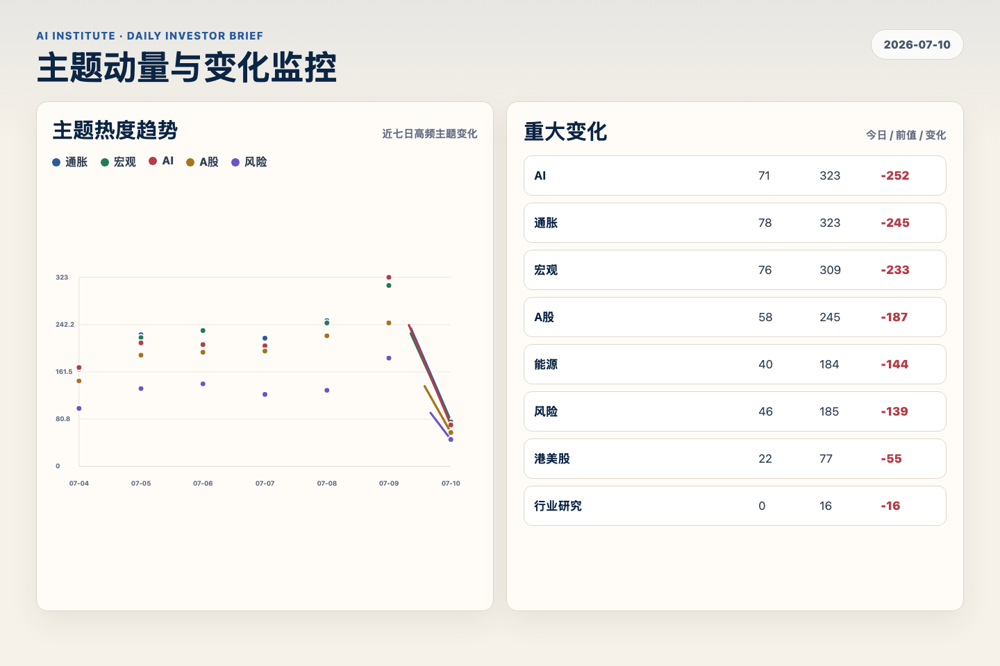 AI INSTITUTE · DAILY INVESTOR BRIEF
主题动量与变化监控
2026-07-10
主题热度趋势
近七日高频主题变化
通胀 宏观 AI A股 风险
323
242.2
161.5
80.8
0
07-04 07-05 07-06 07-07 07-08 07-09 07-10
重大变化
今日 / 前值 / 变化
AI 71 323 -252
通胀 78 323 -245
宏观 76 309 -233
A股 58 245 -187
能源 40 184 -144
风险 46 185 -139
港美股 22 77 -55
行业研究 0 16 -16